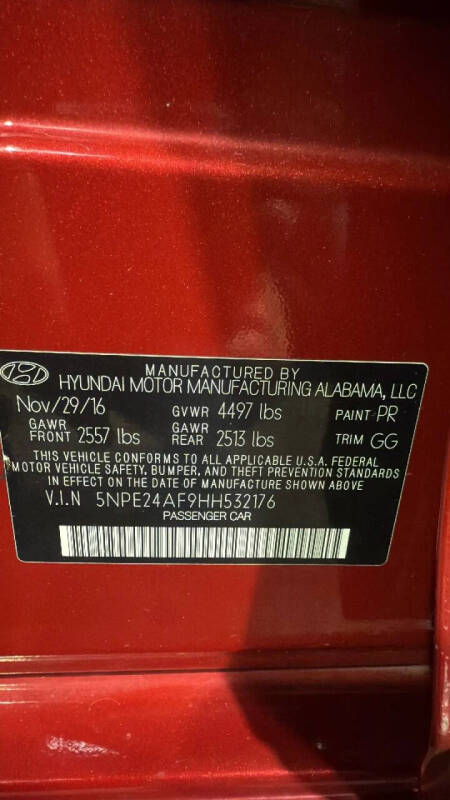 MANUFACTURED BY
HYUNDAI MOTOR MANUFACTURING ALABAMA, LLC
Nov/29/16 GVWR 4497 lbs PAINT PR
GAWR FRONT 2557 lbs GAWR REAR 2513 lbs TRIM GG
THIS VEHICLE CONFORMS TO ALL APPLICABLE U.S.A. FEDERAL
MOTOR VEHICLE SAFETY, BUMPER, AND THEFT PREVENTION STANDARDS
IN EFFECT ON THE DATE OF MANUFACTURE SHOWN ABOVE.
V.I.N 5NPE24AF9HH532176
PASSENGER CAR